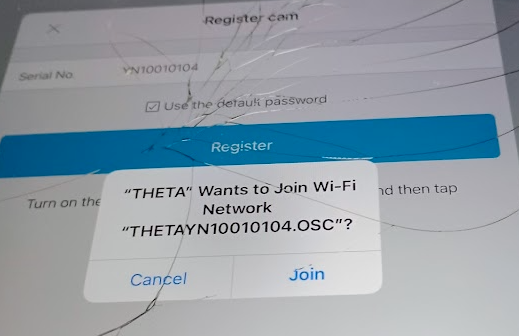 Register cam
Serial No. YN10010104
Use the default password
Register
Turn on the
nd then tap
"THETA" Wants to Join Wi-Fi
Network
"THETAYN10010104.OSC"?
Cancel Join